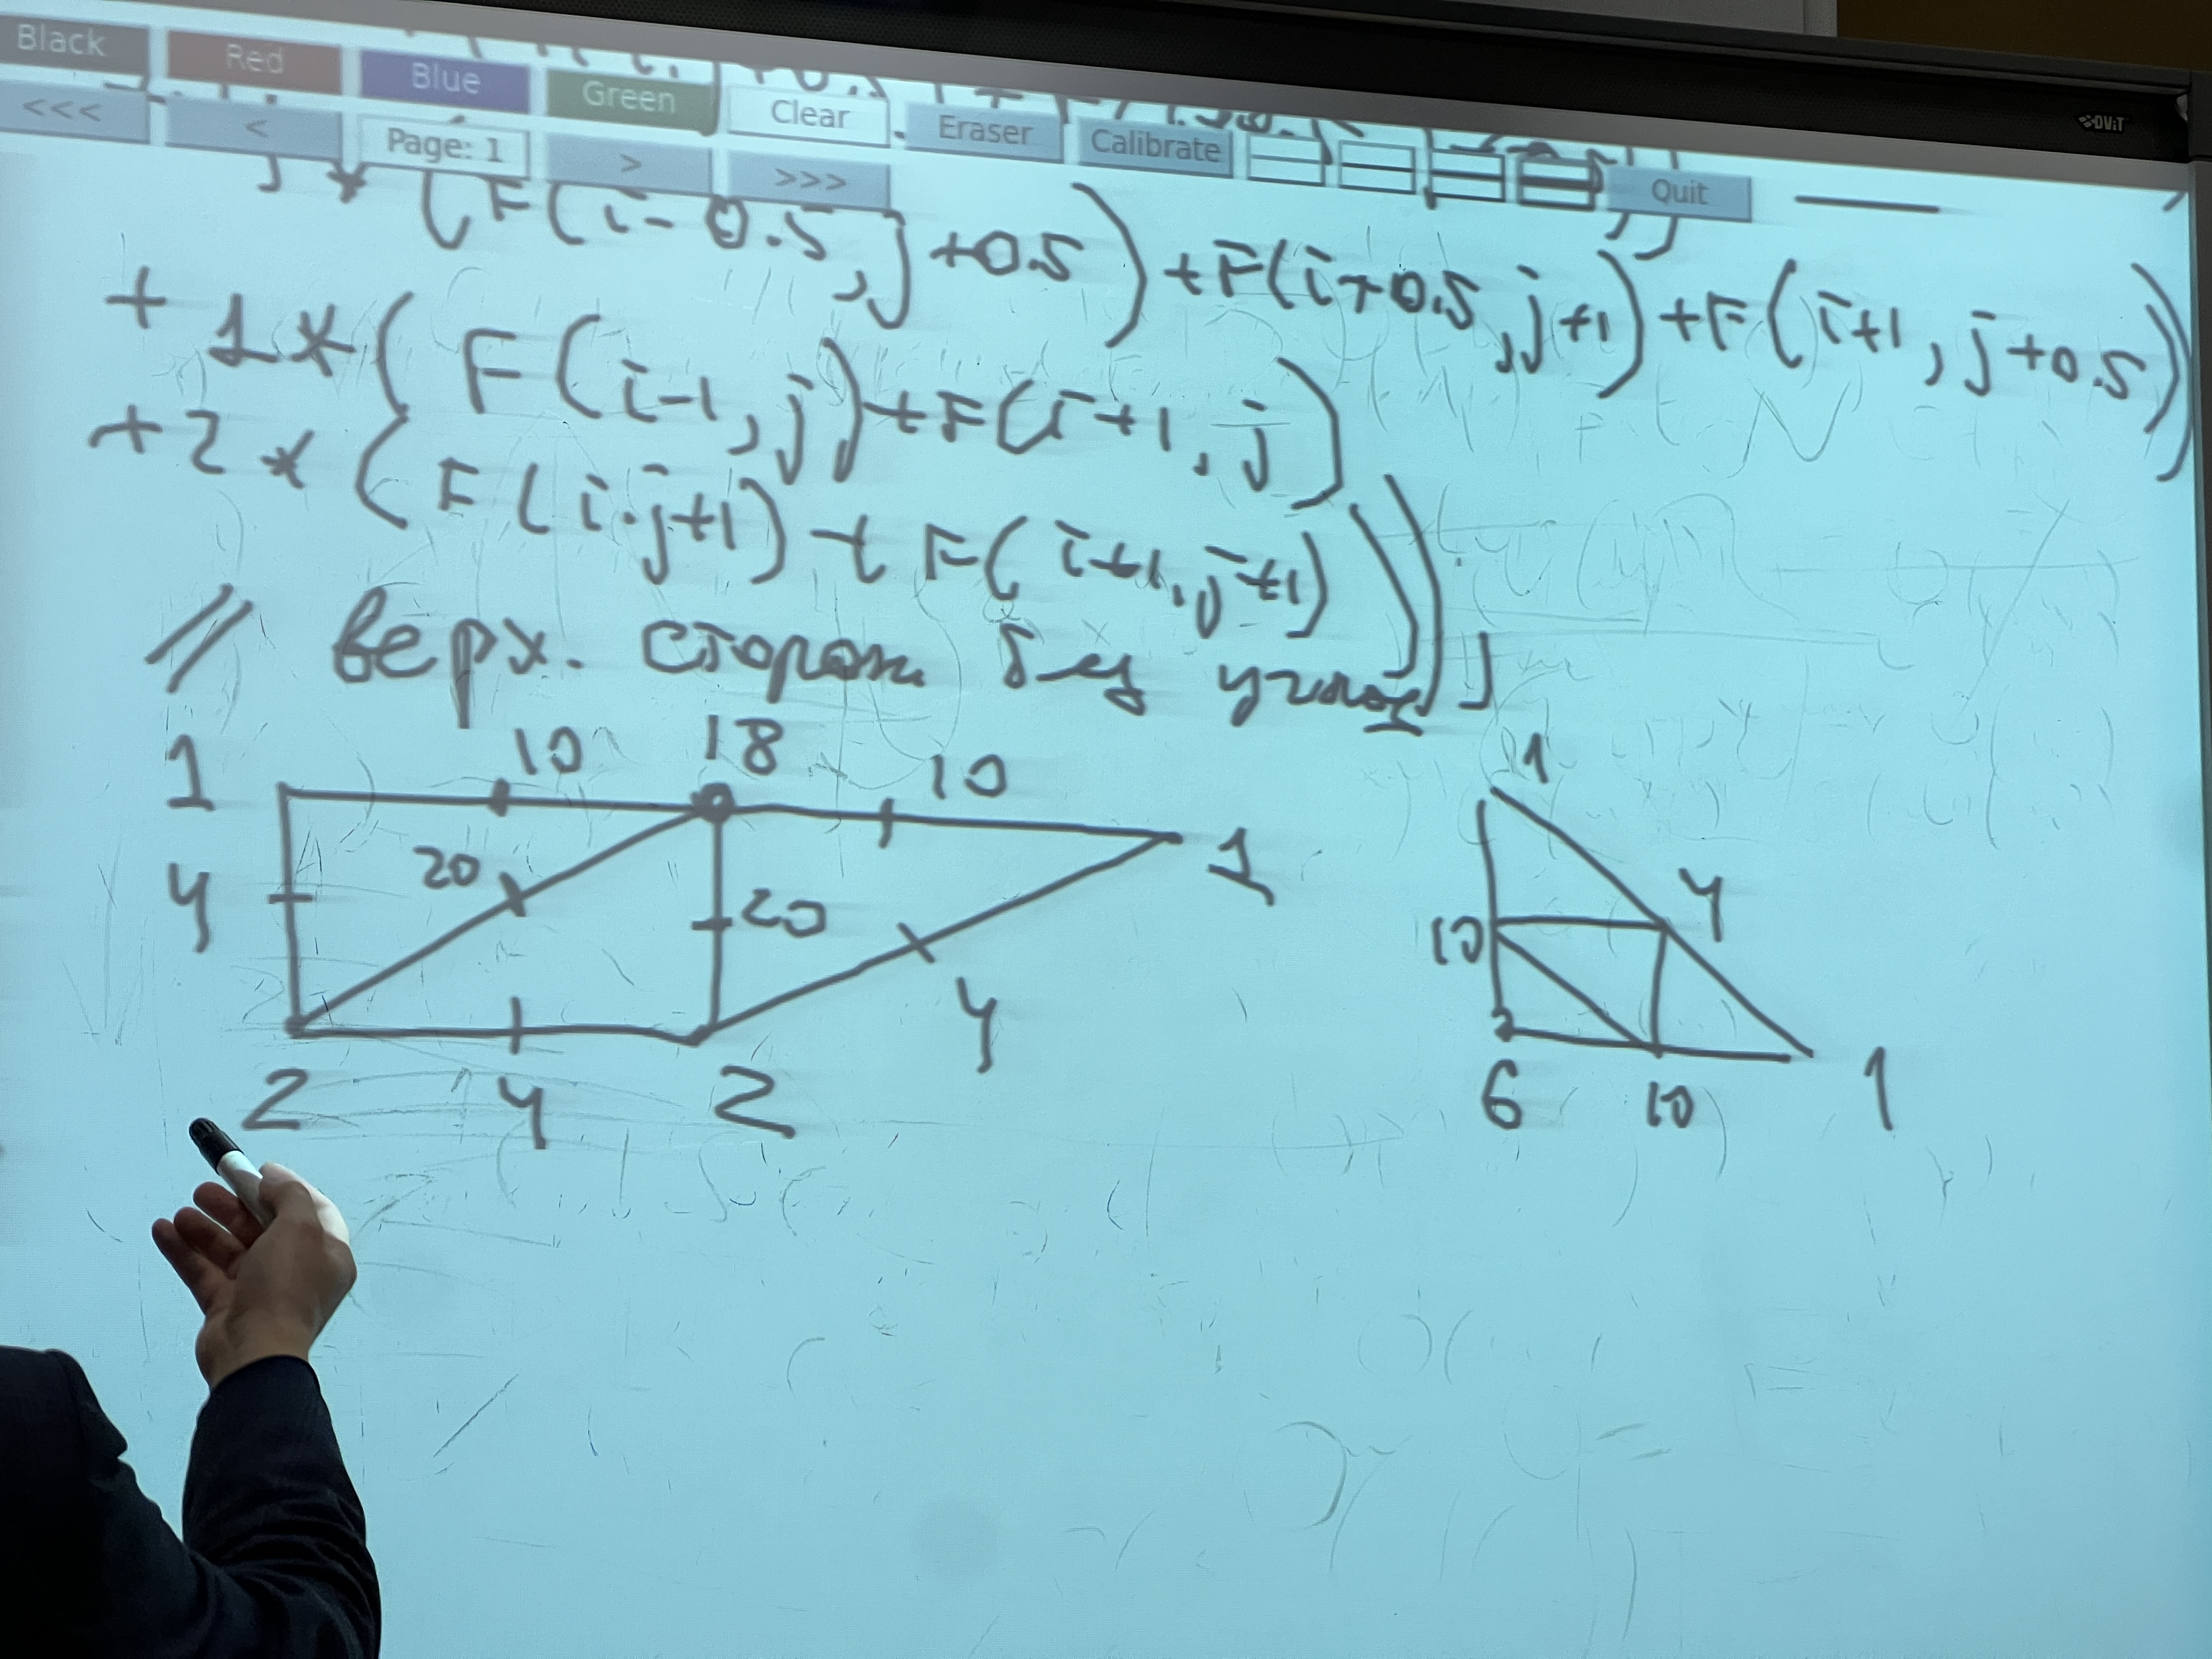 Black Red Blue Green Clear Eraser Calibrate Quit
<<< < Page: 1 > >>>
DViT
* (F(i-0.5, j+0.5) + F(i+0.5, j+1) + F(i+1, j+0.5))
+ 1 * (F(i-1, j) + F(i+1, j)
+ 2 * (F(i.j+1) + F(i+1, j+1))));
// верх. сторона без углов
1 10 18 10 1
4 20 20 4
2 4 2
1
10 4
6 10 1